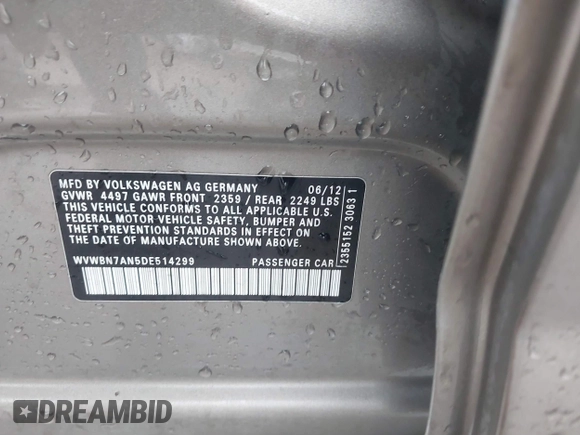 MFD BY VOLKSWAGEN AG GERMANY 06/12
GVWR 4497 GAWR FRONT 2359 / REAR 2249 LBS
THIS VEHICLE CONFORMS TO ALL APPLICABLE U.S.
FEDERAL MOTOR VEHICLE SAFETY, BUMPER AND
THEFT PREVENTION STANDARDS IN EFFECT ON
THE DATE OF MANUFACTURE SHOWN ABOVE.
WVWBN7AN5DE514299 PASSENGER CAR
2355152 3063 1
DREAMBID